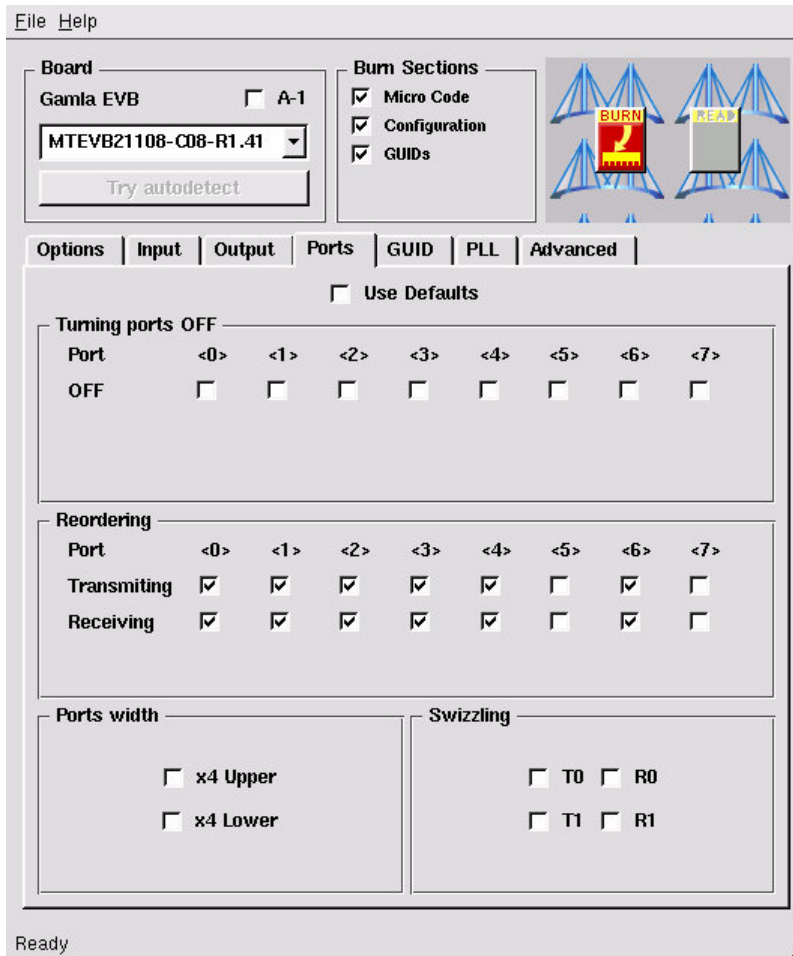 File Help
Board
Gamla EVB A-1
MTEVB21108-C08-R1.41
Try autodetect
Burn Sections
Micro Code
Configuration
GUIDs
BURN
READ
Options Input Output Ports GUID PLL Advanced
Use Defaults
Turning ports OFF
Port <0> <1> <2> <3> <4> <5> <6> <7>
OFF
Reordering
Port <0> <1> <2> <3> <4> <5> <6> <7>
Transmiting
Receiving
Ports width
x4 Upper
x4 Lower
Swizzling
T0 R0
T1 R1
Ready